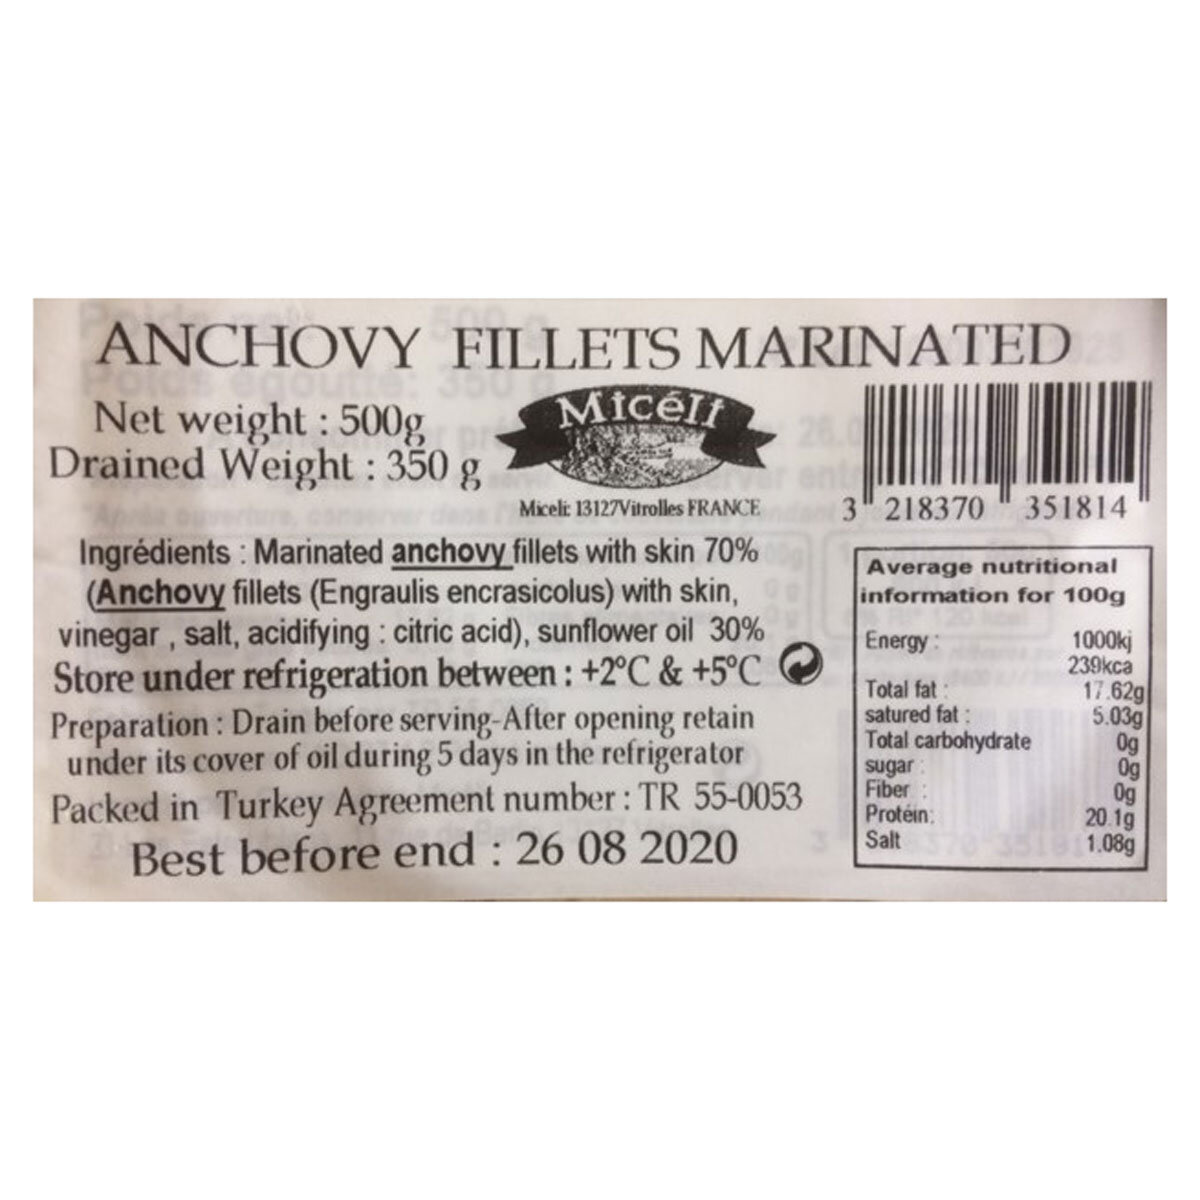 ANCHOVY FILLETS MARINATED
Net weight : 500g
Drained Weight : 350 g
Micéli
Miceli: 13127Vitrolles FRANCE
3 218370 351814
Ingrédients : Marinated anchovy fillets with skin 70%
(Anchovy fillets (Engraulis encrasicolus) with skin,
vinegar , salt, acidifying : citric acid), sunflower oil 30%
Store under refrigeration between : +2°C & +5°C
Preparation : Drain before serving-After opening retain
under its cover of oil during 5 days in the refrigerator
Packed in Turkey Agreement number : TR 55-0053
Best before end : 26 08 2020
Average nutritional
information for 100g
Energy : 1000kj
239kca
Total fat : 17.62g
satured fat : 5.03g
Total carbohydrate 0g
sugar : 0g
Fiber : 0g
Protéin: 20.1g
Salt 1.08g